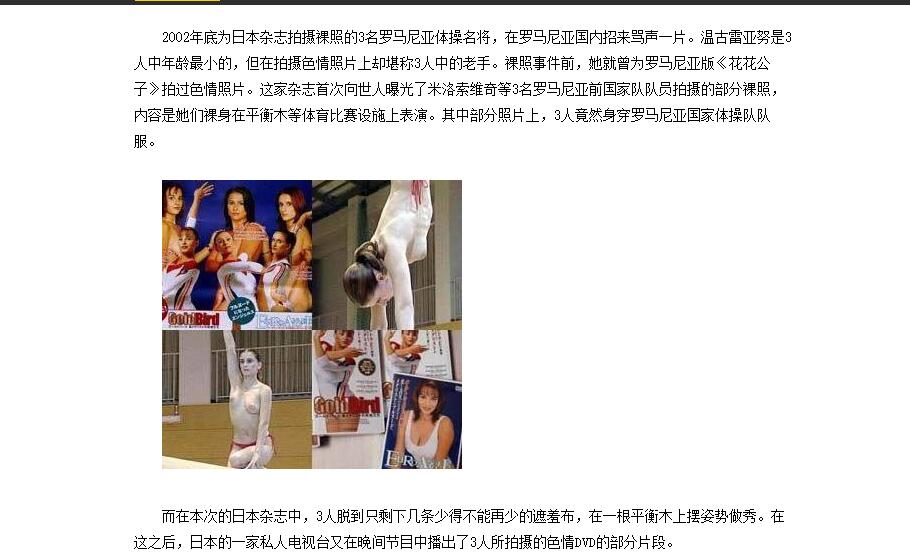 2002年底为日本杂志拍摄裸照的3名罗马尼亚体操名将，在罗马尼亚国内招来骂声一片。温古雷亚努是3
人中年龄最小的，但在拍摄色情照片上却堪称3人中的老手。裸照事件前，她就曾为罗马尼亚版《花花公
子》拍过色情照片。这家杂志首次向世人曝光了米洛索维奇等3名罗马尼亚前国家队队员拍摄的部分裸照，
内容是她们裸身在平衡木等体育比赛设施上表演。其中部分照片上，3人竟然身穿罗马尼亚国家体操队队
服。
GoldBird
GoldBird
而在本次的日本杂志中，3人脱到只剩下几条少得不能再少的遮羞布，在一根平衡木上摆姿势做秀。在
这之后，日本的一家私人电视台又在晚间节目中播出了3人所拍摄的色情DVD的部分片段。